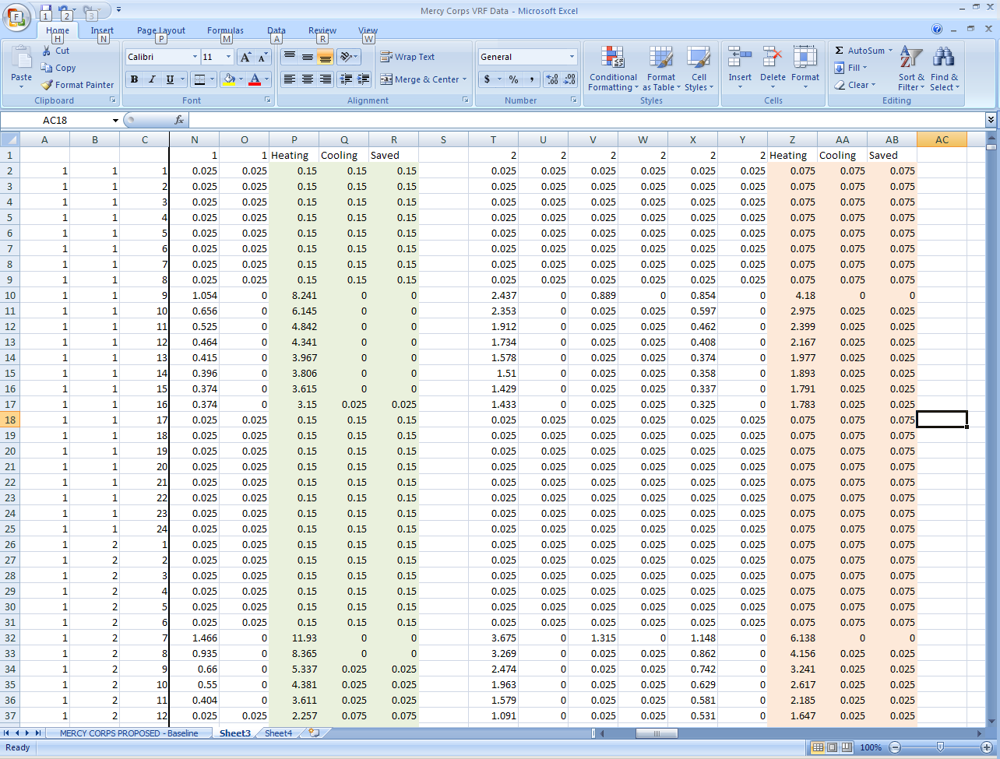 F 1 2 3 Mercy Corps VRF Data - Microsoft Excel
Home Insert Page Layout Formulas Data Review View
H N P M A R W
Paste Cut Copy Format Painter Calibri 11 A A B I U A Wrap Text Merge & Center General $ % , .00 .0 Conditional Formatting Format as Table Cell Styles Insert Delete Format Σ AutoSum Fill Clear Sort & Filter Find & Select
Clipboard Font Alignment Number Styles Cells Editing
AC18 fx
A B C N O P Q R S T U V W X Y Z AA AB AC
1 1 1 Heating Cooling Saved 2 2 2 2 2 2 Heating Cooling Saved
2 1 1 1 0.025 0.025 0.15 0.15 0.15 0.025 0.025 0.025 0.025 0.025 0.025 0.075 0.075 0.075
3 1 1 2 0.025 0.025 0.15 0.15 0.15 0.025 0.025 0.025 0.025 0.025 0.025 0.075 0.075 0.075
4 1 1 3 0.025 0.025 0.15 0.15 0.15 0.025 0.025 0.025 0.025 0.025 0.025 0.075 0.075 0.075
5 1 1 4 0.025 0.025 0.15 0.15 0.15 0.025 0.025 0.025 0.025 0.025 0.025 0.075 0.075 0.075
6 1 1 5 0.025 0.025 0.15 0.15 0.15 0.025 0.025 0.025 0.025 0.025 0.025 0.075 0.075 0.075
7 1 1 6 0.025 0.025 0.15 0.15 0.15 0.025 0.025 0.025 0.025 0.025 0.025 0.075 0.075 0.075
8 1 1 7 0.025 0.025 0.15 0.15 0.15 0.025 0.025 0.025 0.025 0.025 0.025 0.075 0.075 0.075
9 1 1 8 0.025 0.025 0.15 0.15 0.15 0.025 0.025 0.025 0.025 0.025 0.025 0.075 0.075 0.075
10 1 1 9 1.054 0 8.241 0 0 2.437 0 0.889 0 0.854 0 4.18 0 0
11 1 1 10 0.656 0 6.145 0 0 2.353 0 0.025 0.025 0.597 0 2.975 0.025 0.025
12 1 1 11 0.525 0 4.842 0 0 1.912 0 0.025 0.025 0.462 0 2.399 0.025 0.025
13 1 1 12 0.464 0 4.341 0 0 1.734 0 0.025 0.025 0.408 0 2.167 0.025 0.025
14 1 1 13 0.415 0 3.967 0 0 1.578 0 0.025 0.025 0.374 0 1.977 0.025 0.025
15 1 1 14 0.396 0 3.806 0 0 1.51 0 0.025 0.025 0.358 0 1.893 0.025 0.025
16 1 1 15 0.374 0 3.615 0 0 1.429 0 0.025 0.025 0.337 0 1.791 0.025 0.025
17 1 1 16 0.374 0 3.15 0.025 0.025 1.433 0 0.025 0.025 0.325 0 1.783 0.025 0.025
18 1 1 17 0.025 0.025 0.15 0.15 0.15 0.025 0.025 0.025 0.025 0.025 0.025 0.075 0.075 0.075
19 1 1 18 0.025 0.025 0.15 0.15 0.15 0.025 0.025 0.025 0.025 0.025 0.025 0.075 0.075 0.075
20 1 1 19 0.025 0.025 0.15 0.15 0.15 0.025 0.025 0.025 0.025 0.025 0.025 0.075 0.075 0.075
21 1 1 20 0.025 0.025 0.15 0.15 0.15 0.025 0.025 0.025 0.025 0.025 0.025 0.075 0.075 0.075
22 1 1 21 0.025 0.025 0.15 0.15 0.15 0.025 0.025 0.025 0.025 0.025 0.025 0.075 0.075 0.075
23 1 1 22 0.025 0.025 0.15 0.15 0.15 0.025 0.025 0.025 0.025 0.025 0.025 0.075 0.075 0.075
24 1 1 23 0.025 0.025 0.15 0.15 0.15 0.025 0.025 0.025 0.025 0.025 0.025 0.075 0.075 0.075
25 1 1 24 0.025 0.025 0.15 0.15 0.15 0.025 0.025 0.025 0.025 0.025 0.025 0.075 0.075 0.075
26 1 2 1 0.025 0.025 0.15 0.15 0.15 0.025 0.025 0.025 0.025 0.025 0.025 0.075 0.075 0.075
27 1 2 2 0.025 0.025 0.15 0.15 0.15 0.025 0.025 0.025 0.025 0.025 0.025 0.075 0.075 0.075
28 1 2 3 0.025 0.025 0.15 0.15 0.15 0.025 0.025 0.025 0.025 0.025 0.025 0.075 0.075 0.075
29 1 2 4 0.025 0.025 0.15 0.15 0.15 0.025 0.025 0.025 0.025 0.025 0.025 0.075 0.075 0.075
30 1 2 5 0.025 0.025 0.15 0.15 0.15 0.025 0.025 0.025 0.025 0.025 0.025 0.075 0.075 0.075
31 1 2 6 0.025 0.025 0.15 0.15 0.15 0.025 0.025 0.025 0.025 0.025 0.025 0.075 0.075 0.075
32 1 2 7 1.466 0 11.93 0 0 3.675 0 1.315 0 1.148 0 6.138 0 0
33 1 2 8 0.935 0 8.365 0 0 3.269 0 0.025 0.025 0.862 0 4.156 0.025 0.025
34 1 2 9 0.66 0 5.337 0.025 0.025 2.474 0 0.025 0.025 0.742 0 3.241 0.025 0.025
35 1 2 10 0.55 0 4.381 0.025 0.025 1.963 0 0.025 0.025 0.629 0 2.617 0.025 0.025
36 1 2 11 0.404 0 3.611 0.025 0.025 1.579 0 0.025 0.025 0.581 0 2.185 0.025 0.025
37 1 2 12 0.025 0.025 2.257 0.075 0.075 1.091 0 0.025 0.025 0.531 0 1.647 0.025 0.025
MERCY CORPS PROPOSED - Baseline Sheet3 Sheet4
Ready 100%